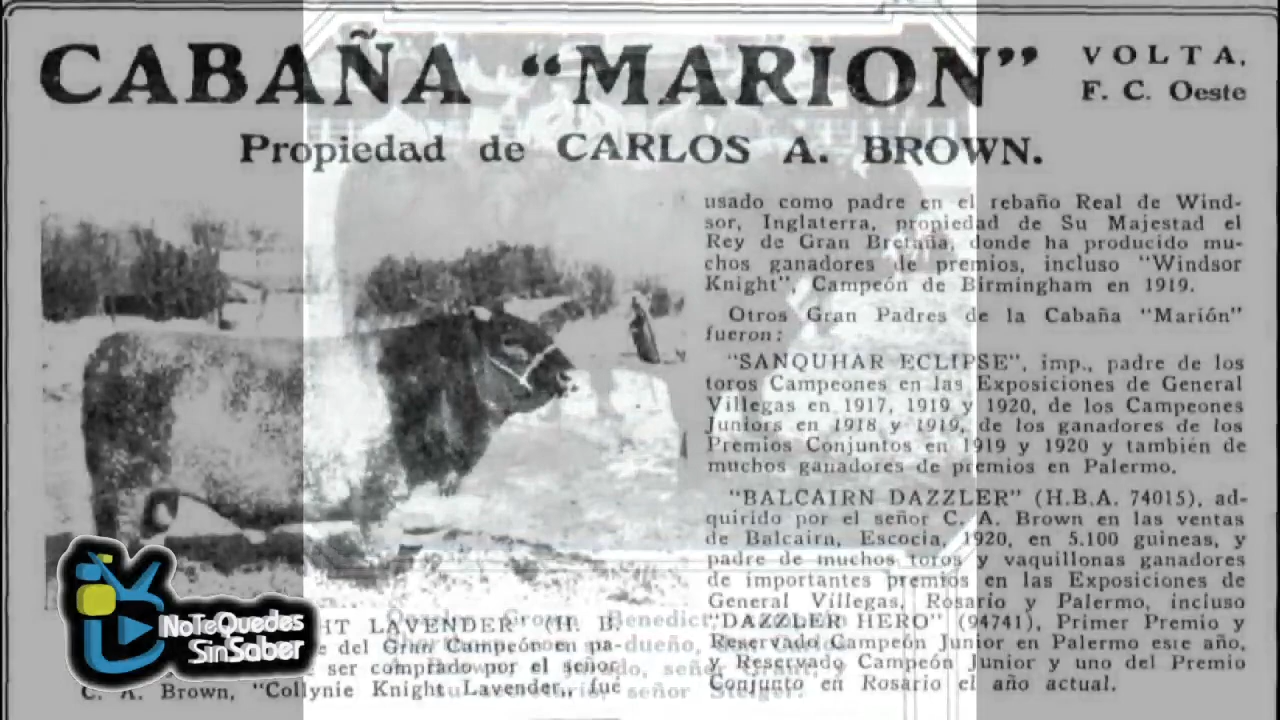 CABAÑA “MARION”
VOLTA,
F. C. Oeste
Propiedad de CARLOS A. BROWN.
HT LAVENDER” (H. B.
e del Gran Campeón en pa-
ser comprado por el señor
C. A. Brown, “Collynie Knight Lavender„ fué
usado como padre en el rebaño Real de Wind-
sor, Inglaterra, propiedad de Su Majestad el
Rey de Gran Bretaña, donde ha producido mu-
chos ganadores de premios, incluso “Windsor
Knight”, Campeón de Birmingham en 1919.
Otros Gran Padres de la Cabaña “Marión”
fueron:
“SANQUHAR ECLIPSE”, imp., padre de los
toros Campeones en las Exposiciones de General
Villegas en 1917, 1919 y 1920, de los Campeones
Juniors en 1918 y 1919, de los ganadores de los
Premios Conjuntos en 1919 y 1920 y también de
muchos ganadores de premios en Palermo.
“BALCAIRN DAZZLER” (H.B.A. 74015), ad-
quirido por el señor C. A. Brown en las ventas
de Balcairn, Escocia, 1920, en 5.100 guineas, y
padre de muchos toros y vaquillonas ganadores
de importantes premios en las Exposiciones de
General Villegas, Rosario y Palermo, incluso
“DAZZLER HERO” (94741), Primer Premio y
Reservado Campeón Junior en Palermo este año,
y Reservado Campeón Junior y uno del Premio
Conjunto en Rosario el año actual.
Benedict
dueño, señor
señor
NoTeQuedes
SinSaber